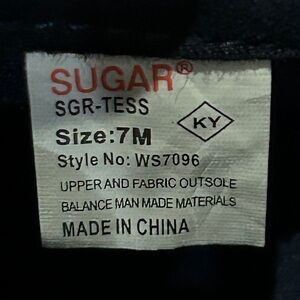 SUGAR®
SGR-TESS
KY
Size:7M
Style No: WS7096
UPPER AND FABRIC OUTSOLE
BALANCE MAN MADE MATERIALS
MADE IN CHINA